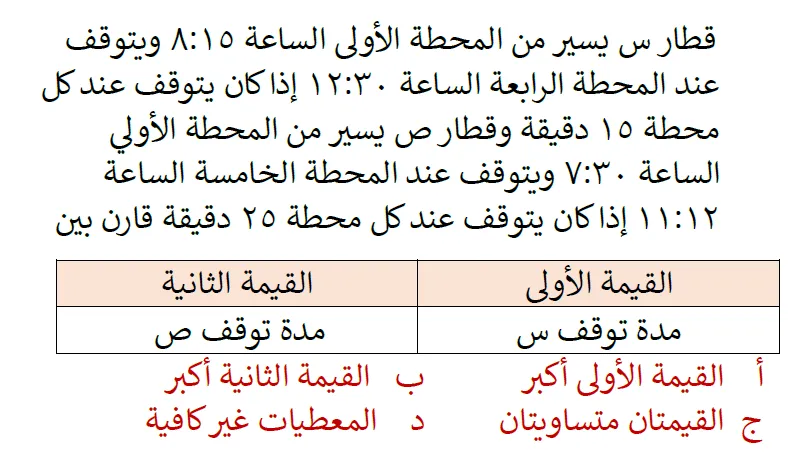 قطار س يسير من المحطة الأولى الساعة ٨:١٥ ويتوقف
عند المحطة الرابعة الساعة ١٢:٣٠ إذا كان يتوقف عند كل
محطة ١٥ دقيقة وقطار ص يسير من المحطة الأولي
الساعة ٧:٣٠ ويتوقف عند المحطة الخامسة الساعة
١١:١٢ إذا كان يتوقف عند كل محطة ٢٥ دقيقة قارن بين
القيمة الأولى القيمة الثانية
مدة توقف س مدة توقف ص
أ القيمة الأولى أكبر ب القيمة الثانية أكبر
ج القيمتان متساويتان د المعطيات غير كافية